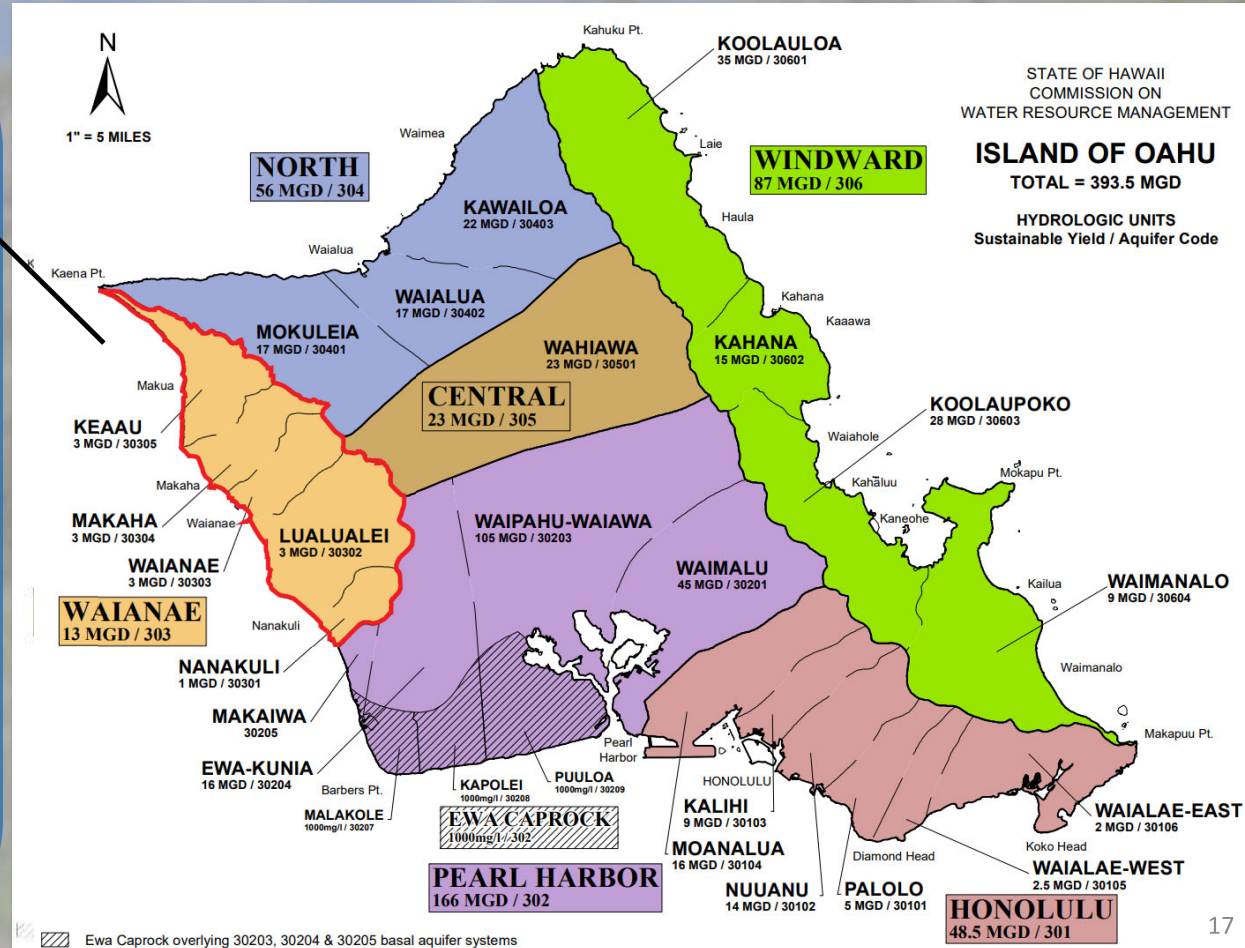 N
1" = 5 MILES
STATE OF HAWAII
COMMISSION ON
WATER RESOURCE MANAGEMENT
ISLAND OF OAHU
TOTAL = 393.5 MGD
HYDROLOGIC UNITS
Sustainable Yield / Aquifer Code
Kahuku Pt.
KOOLAULOA
35 MGD / 30601
Waimea
Laie
NORTH
56 MGD / 304
WINDWARD
87 MGD / 306
KAWAILOA
22 MGD / 30403
Haula
Waialua
K
Kaena Pt.
WAIALUA
17 MGD / 30402
Kahana
Kaaawa
MOKULEIA
17 MGD / 30401
WAHIAWA
23 MGD / 30501
KAHANA
15 MGD / 30602
Makua
CENTRAL
23 MGD / 305
KOOLAUPOKO
28 MGD / 30603
KEAAU
3 MGD / 30305
Waiahole
Mokapu Pt.
Makaha
Kahaluu
MAKAHA
3 MGD / 30304
Waianae
Kaneohe
LUALUALEI
3 MGD / 30302
WAIPAHU-WAIAWA
105 MGD / 30203
WAIANAE
3 MGD / 30303
WAIMALU
45 MGD / 30201
Kailua
WAIMANALO
9 MGD / 30604
WAIANAE
13 MGD / 303
Nanakuli
Waimanalo
NANAKULI
1 MGD / 30301
MAKAIWA
30205
Makapuu Pt.
Pearl
Harbor
EWA-KUNIA
16 MGD / 30204
Barbers Pt.
KAPOLEI
1000mg/l / 30208
PUULOA
1000mg/l / 30209
HONOLULU
MALAKOLE
1000mg/l / 30207
EWA CAPROCK
1000mg/l / 302
KALIHI
9 MGD / 30103
WAIALAE-EAST
2 MGD / 30106
MOANALUA
16 MGD / 30104
Diamond Head
Koko Head
WAIALAE-WEST
2.5 MGD / 30105
PEARL HARBOR
166 MGD / 302
NUUANU
14 MGD / 30102
PALOLO
5 MGD / 30101
HONOLULU
48.5 MGD / 301
17
Ewa Caprock overlying 30203, 30204 & 30205 basal aquifer systems